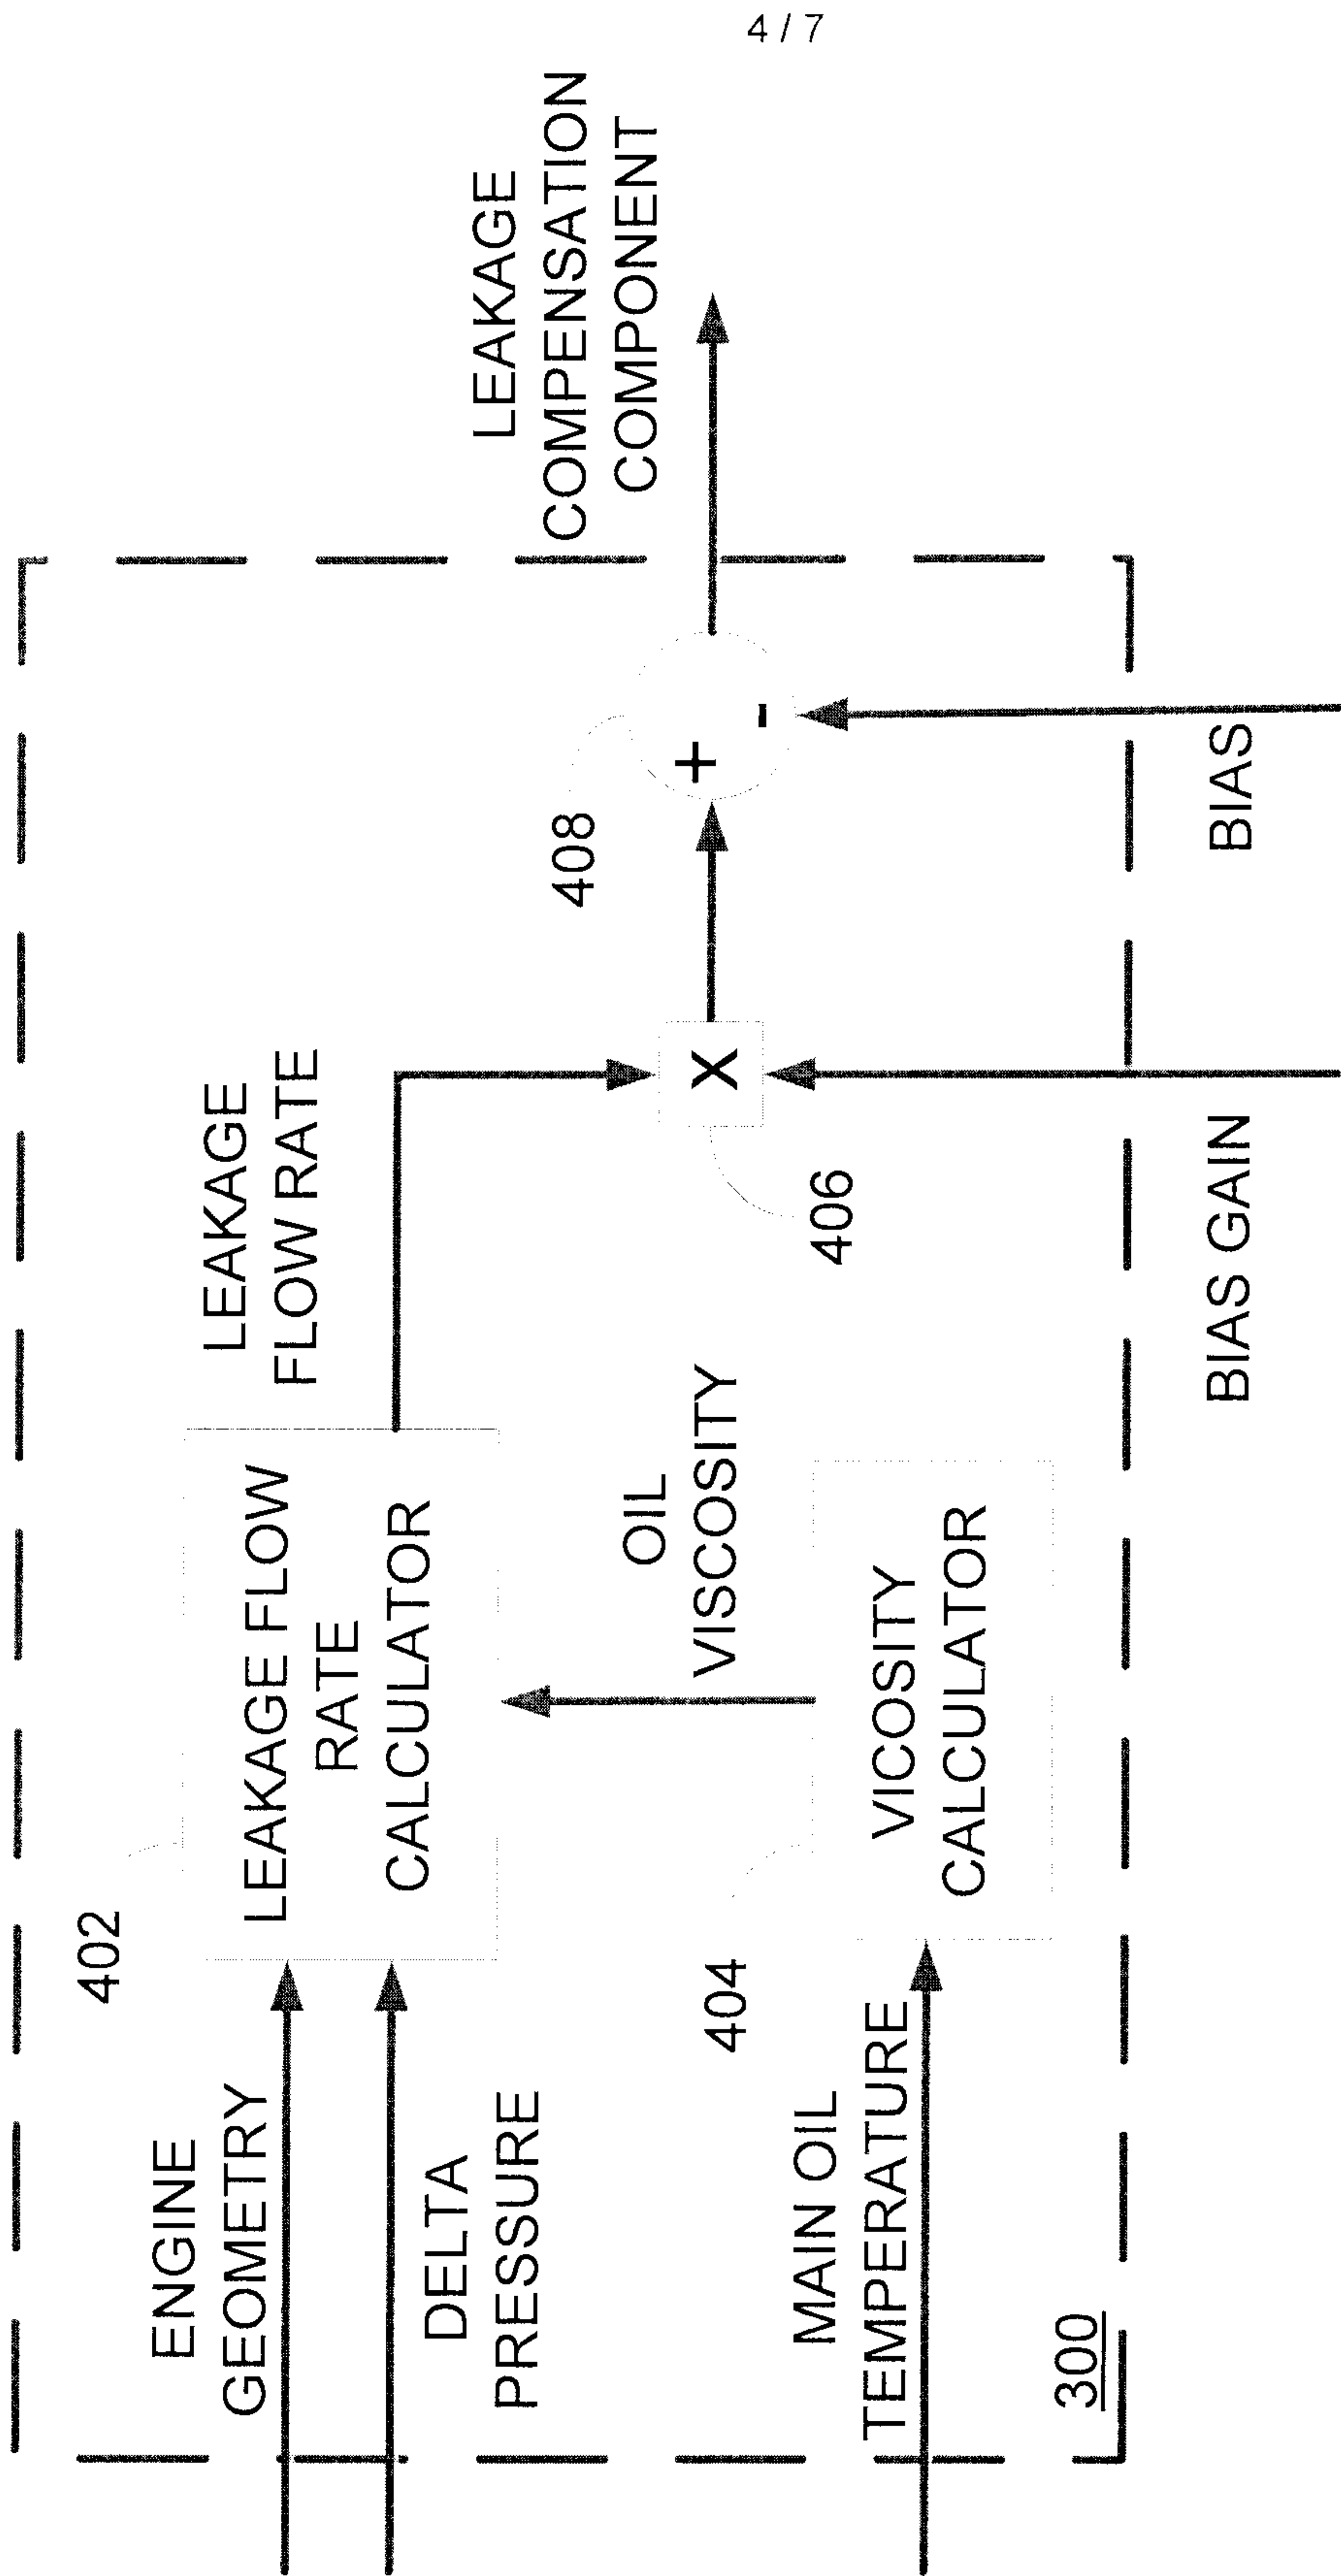 4 / 7
ENGINE
GEOMETRY
DELTA
PRESSURE
MAIN OIL
TEMPERATURE
300
402
LEAKAGE FLOW
RATE
CALCULATOR
404
VICOSITY
CALCULATOR
OIL
VISCOSITY
LEAKAGE
FLOW RATE
406
X
BIAS GAIN
408
+
-
BIAS
LEAKAGE
COMPENSATION
COMPONENT